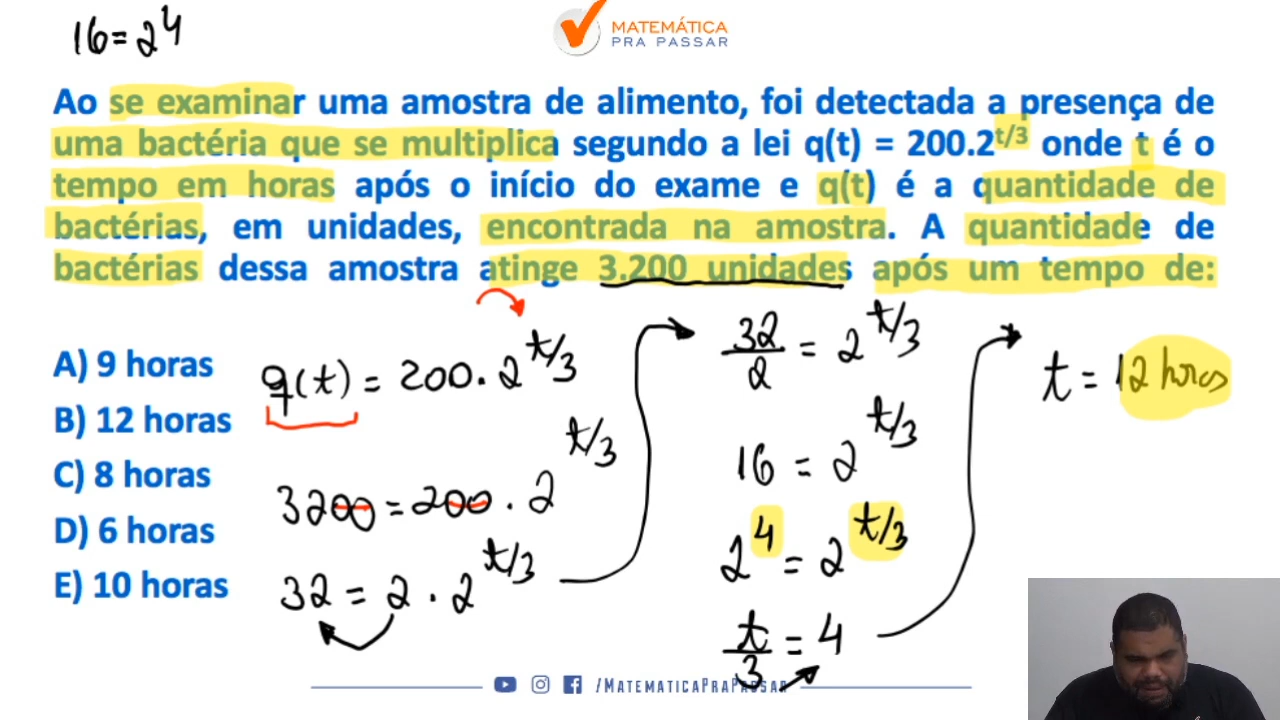 16=2^4
MATEMÁTICA
PRA PASSAR
Ao se examinar uma amostra de alimento, foi detectada a presença de
uma bactéria que se multiplica segundo a lei q(t) = 200.2^t/3 onde t é o
tempo em horas após o início do exame e q(t) é a quantidade de
bactérias, em unidades, encontrada na amostra. A quantidade de
bactérias dessa amostra atinge 3.200 unidades após um tempo de:
A) 9 horas
B) 12 horas
C) 8 horas
D) 6 horas
E) 10 horas
q(t) = 200.2^t/3
3200 = 200.2^t/3
32 = 2.2^t/3
32/2 = 2^t/3
16 = 2^t/3
2^4 = 2^t/3
t/3 = 4
t = 12 horas
/MATEMATICAPRAPASSAR